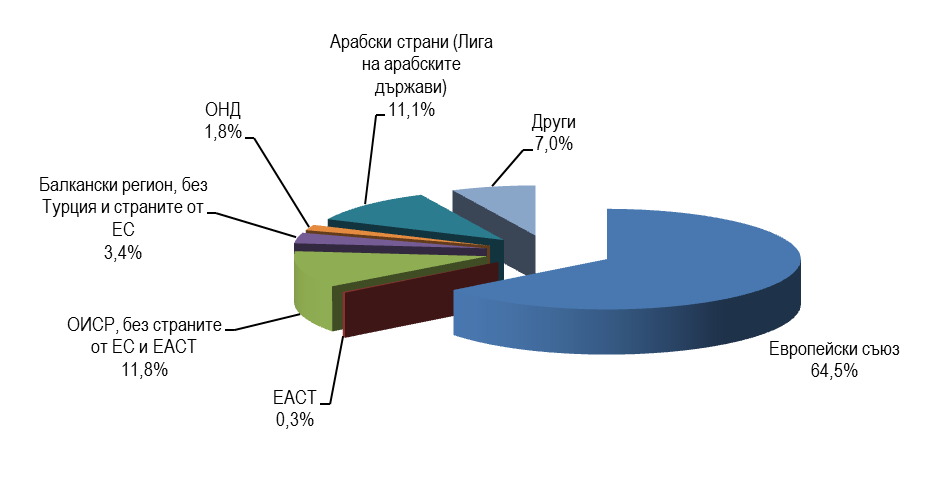 Арабски страни (Лига
на арабските
държави)
11,1%
ОНД
1,8%
Други
7,0%
Балкански регион, без
Турция и страните от
ЕС
3,4%
ОИСР, без страните
от ЕС и ЕАСТ
11,8%
Европейски съюз
64,5%
ЕАСТ
0,3%